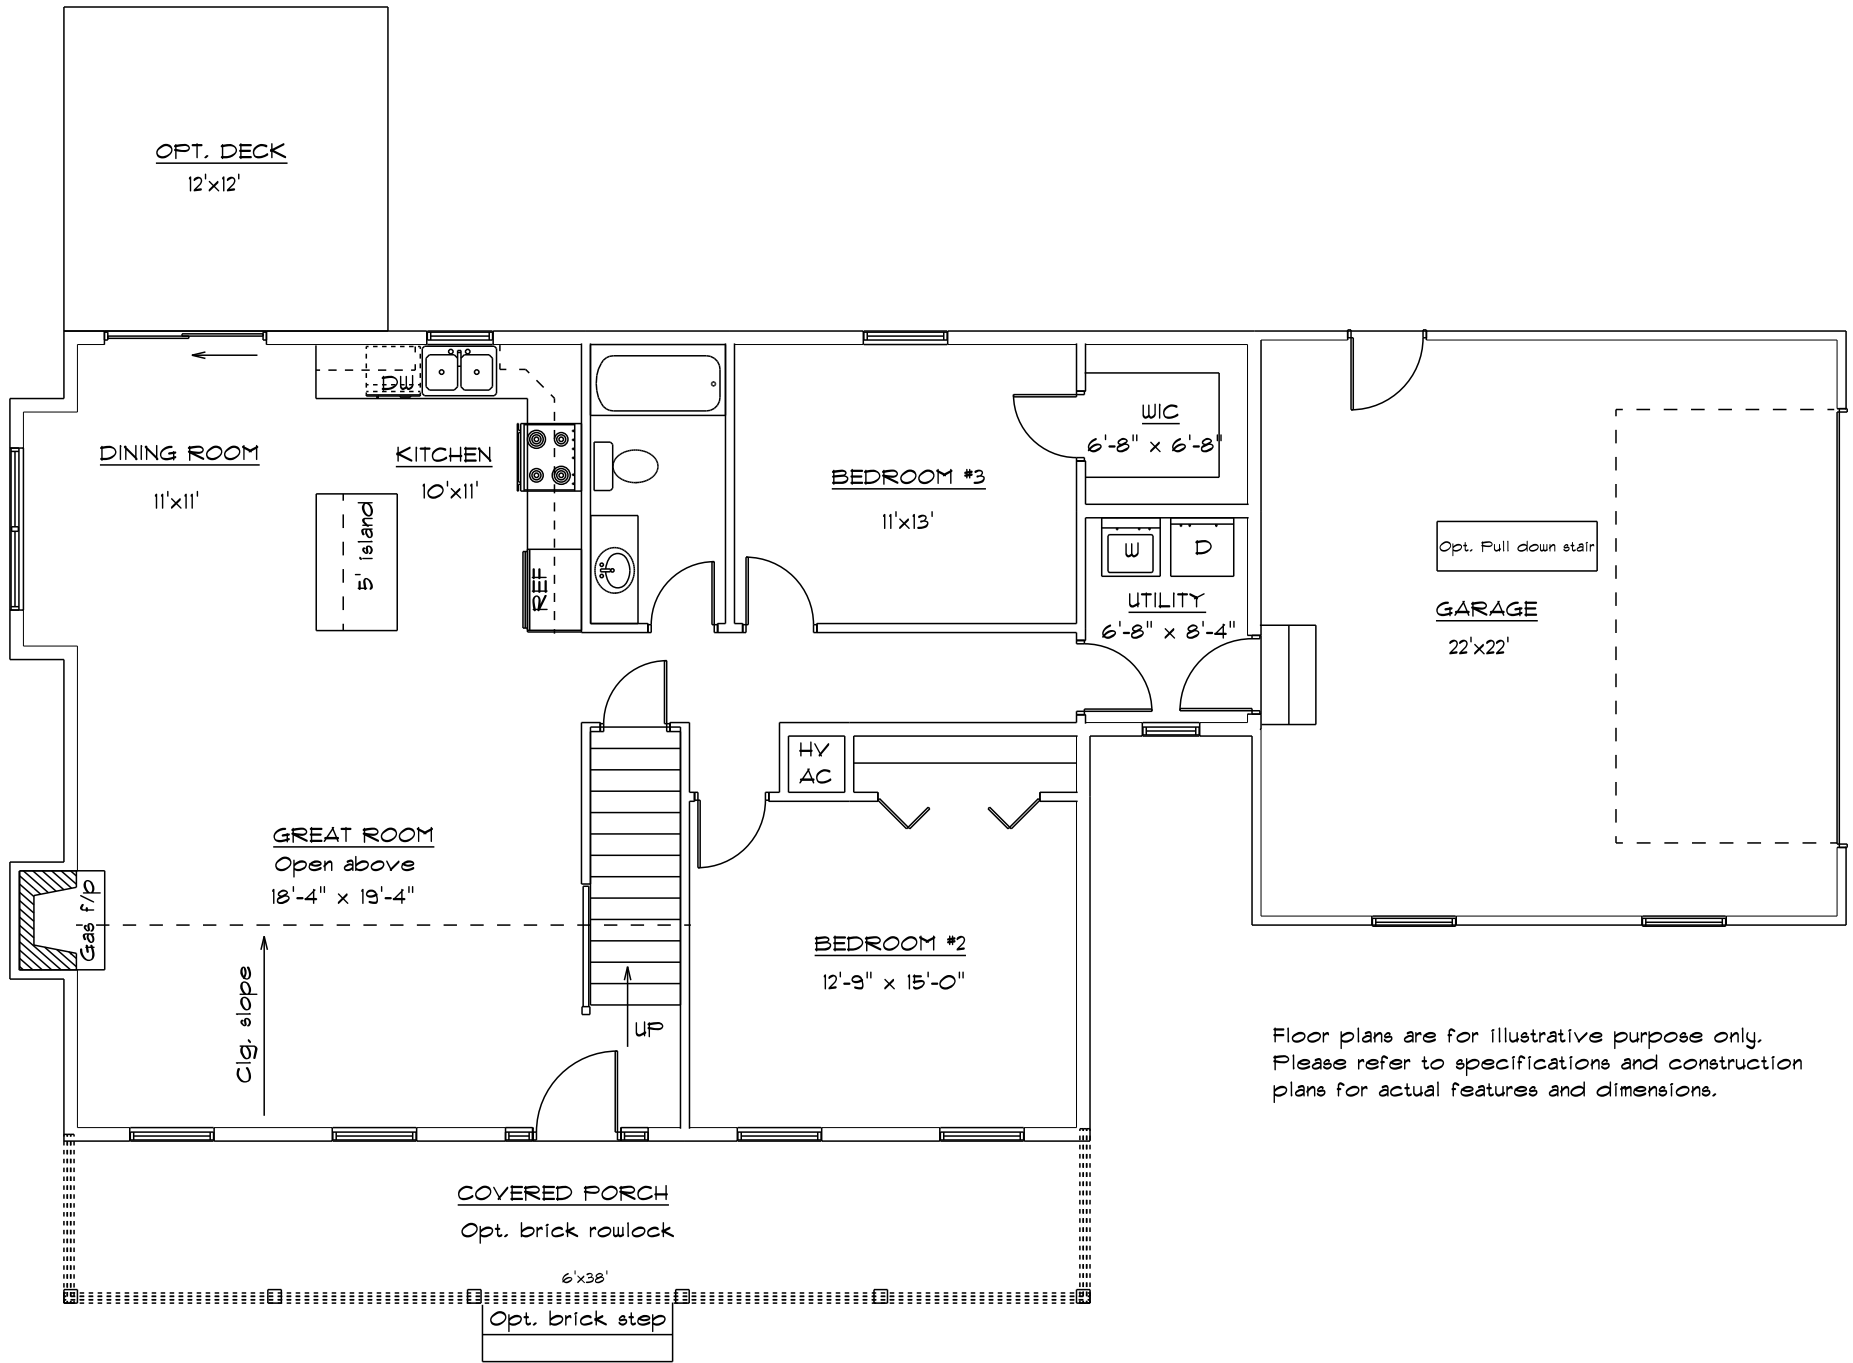 OPT. DECK
12'x12'
DW
DINING ROOM
11'x11'
KITCHEN
10'x11'
5' island
REF
BEDROOM #3
11'x13'
WIC
6'-8" x 6'-8"
W
D
UTILITY
6'-8" x 8'-4"
Opt. Pull down stair
GARAGE
22'x22'
HV
AC
GREAT ROOM
Open above
18'-4" x 19'-4"
Gas f/p
Clg. slope
UP
BEDROOM #2
12'-9" x 15'-0"
Floor plans are for illustrative purpose only.
Please refer to specifications and construction
plans for actual features and dimensions.
COVERED PORCH
Opt. brick rowlock
6'x38'
Opt. brick step